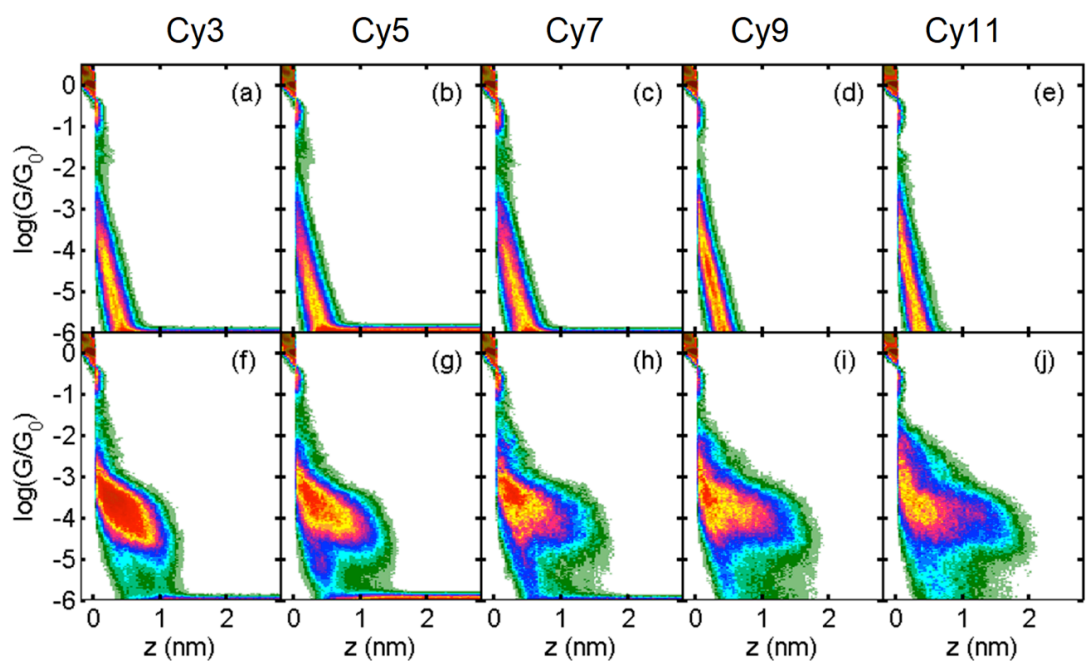 Cy3 Cy5 Cy7 Cy9 Cy11
(a) (b) (c) (d) (e)
0
-1
-2
-3
-4
-5
-6
log(G/G0)
(f) (g) (h) (i) (j)
0
-1
-2
-3
-4
-5
-6
log(G/G0)
0 1 2 0 1 2 0 1 2 0 1 2 0 1 2
z (nm) z (nm) z (nm) z (nm) z (nm)